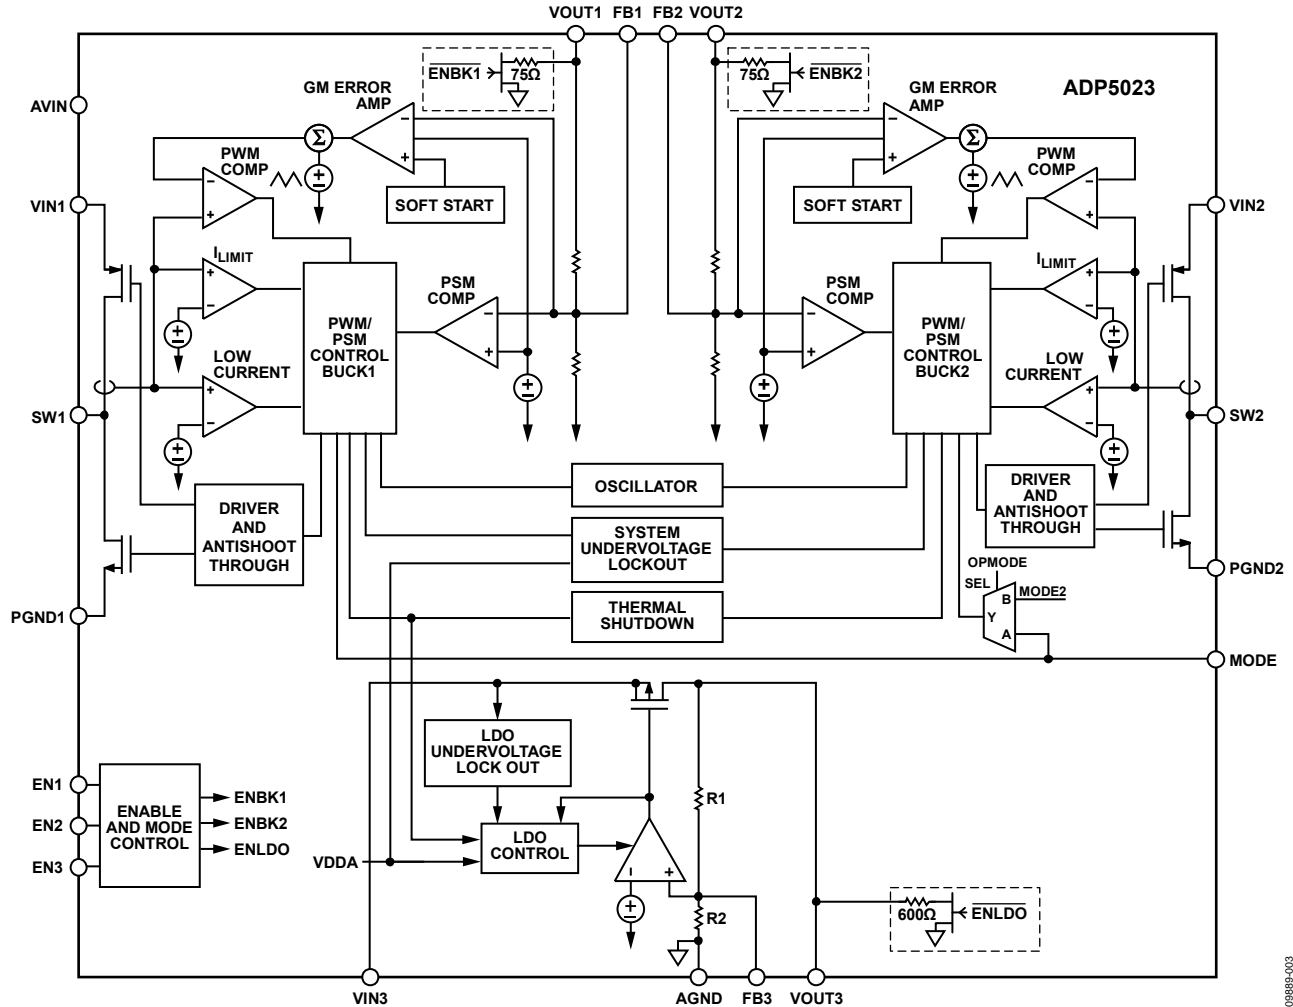 VOUT1 FB1 FB2 VOUT2
ENBK1
75Ω
75Ω
ENBK2
ADP5023
AVIN
GM ERROR
AMP
GM ERROR
AMP
−
+
Σ
−
+
Σ
PWM
COMP
−
+
PWM
COMP
−
+
SOFT START
SOFT START
VIN1
VIN2
ILIMIT
+
−
ILIMIT
+
−
PSM
COMP
−
+
PSM
COMP
−
+
PWM/
PSM
CONTROL
BUCK1
PWM/
PSM
CONTROL
BUCK2
LOW
CURRENT
+
−
LOW
CURRENT
+
−
SW1
SW2
OSCILLATOR
DRIVER
AND
ANTISHOOT
THROUGH
DRIVER
AND
ANTISHOOT
THROUGH
SYSTEM
UNDERVOLTAGE
LOCKOUT
OPMODE
SEL
B
MODE2
Y
A
PGND2
THERMAL
SHUTDOWN
PGND1
MODE
LDO
UNDERVOLTAGE
LOCK OUT
EN1
EN2
EN3
ENABLE
AND MODE
CONTROL
ENBK1
ENBK2
ENLDO
R1
VDDA
LDO
CONTROL
−
+
R2
600Ω
ENLDO
VIN3
AGND
FB3
VOUT3
09889-003